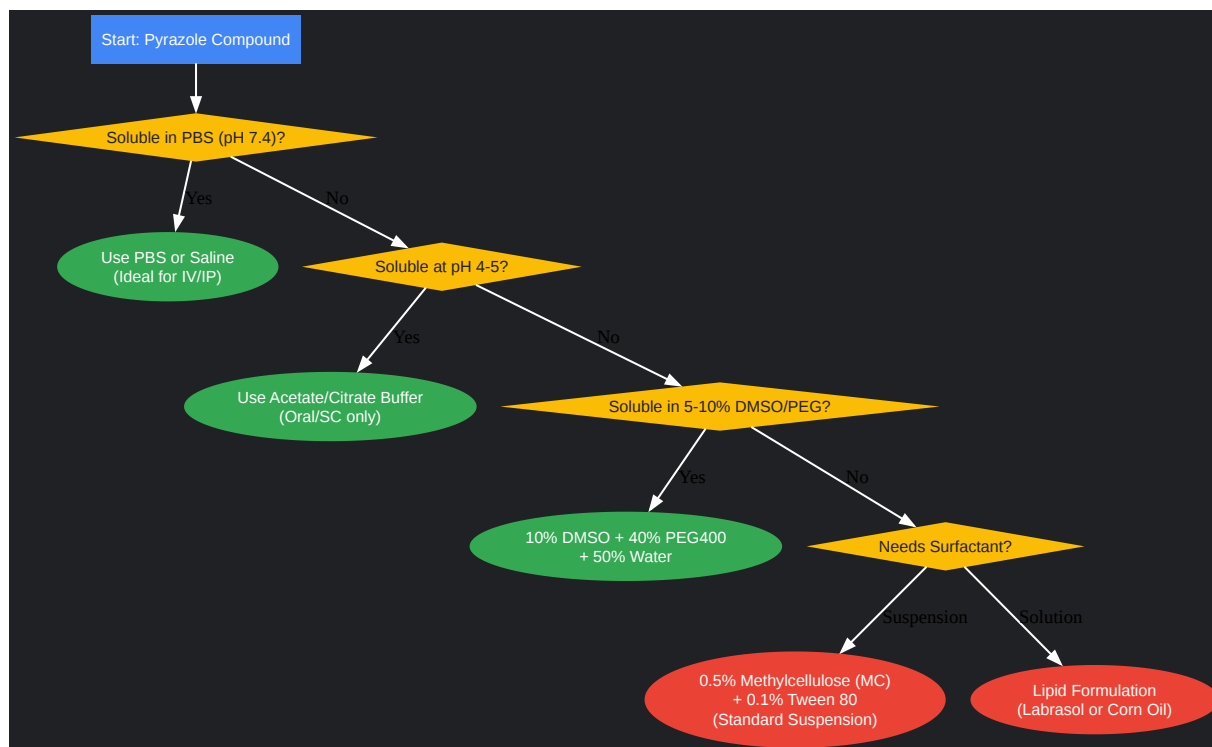 Start: Pyrazole Compound
Soluble in PBS (pH 7.4)?
Yes
No
Use PBS or Saline
(Ideal for IV/IP)
Soluble at pH 4-5?
Yes
No
Use Acetate/Citrate Buffer
(Oral/SC only)
Soluble in 5-10% DMSO/PEG?
Yes
No
10% DMSO + 40% PEG400
+ 50% Water
Needs Surfactant?
Suspension
Solution
0.5% Methylcellulose (MC)
+ 0.1% Tween 80
(Standard Suspension)
Lipid Formulation
(Labrasol or Corn Oil)